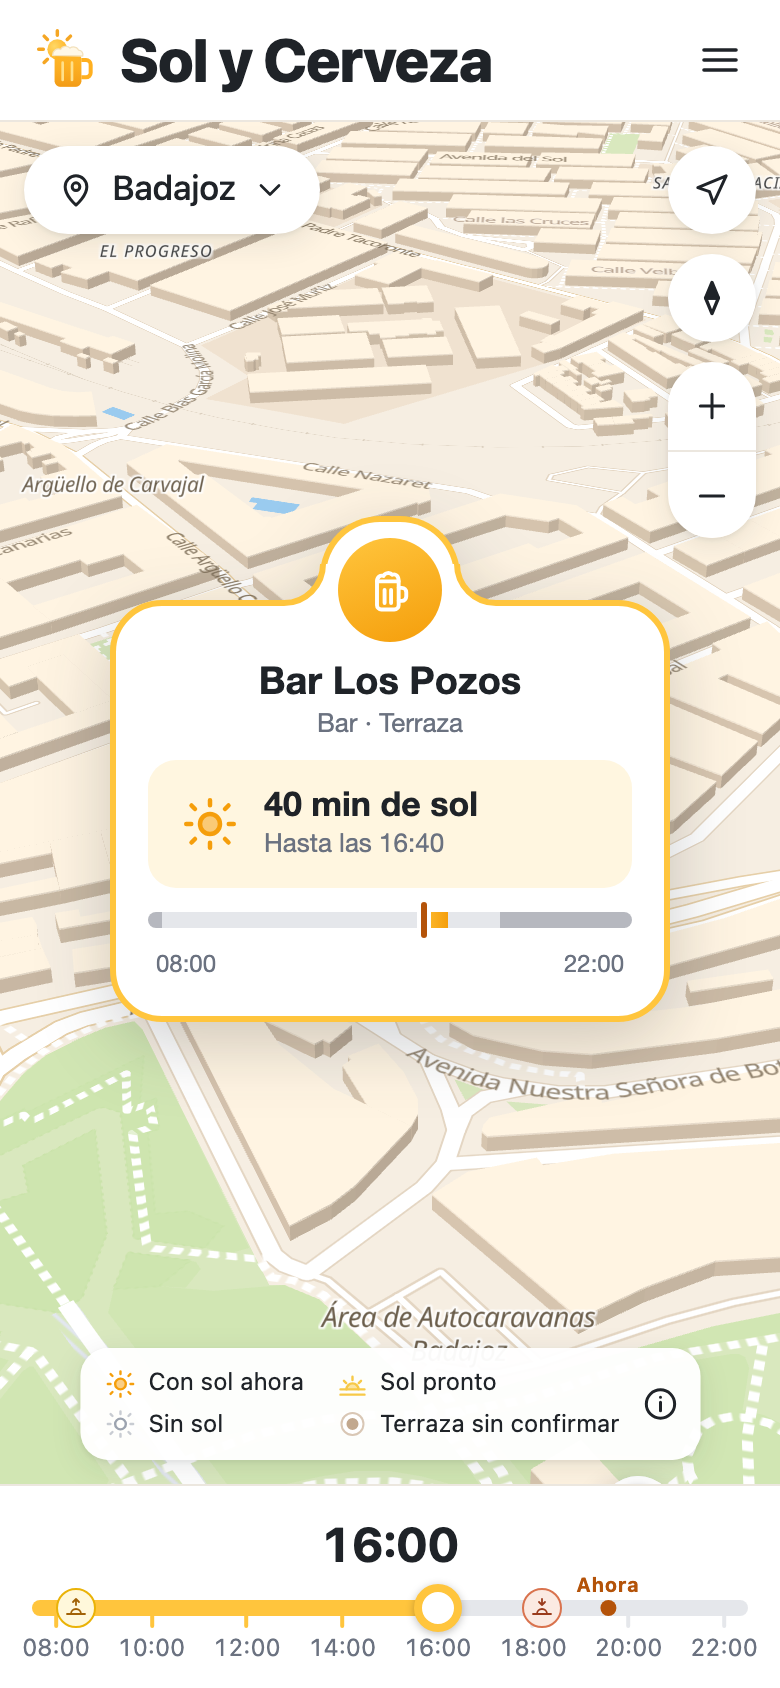 Sol y Cerveza
Badajoz
Avenida del Sol
EL PROGRESO
Padre Tacoronte
Calle las Cruces
Calle José Muñiz
Calle Blas García
Calle Nazaret
Argüello de Carvajal
Bar Los Pozos
Bar · Terraza
40 min de sol
Hasta las 16:40
08:00 22:00
Avenida Nuestra Señora de Bot
Área de Autocaravanas
Badajoz
Con sol ahora Sol pronto
Sin sol Terraza sin confirmar
16:00
Ahora
08:00 10:00 12:00 14:00 16:00 18:00 20:00 22:00